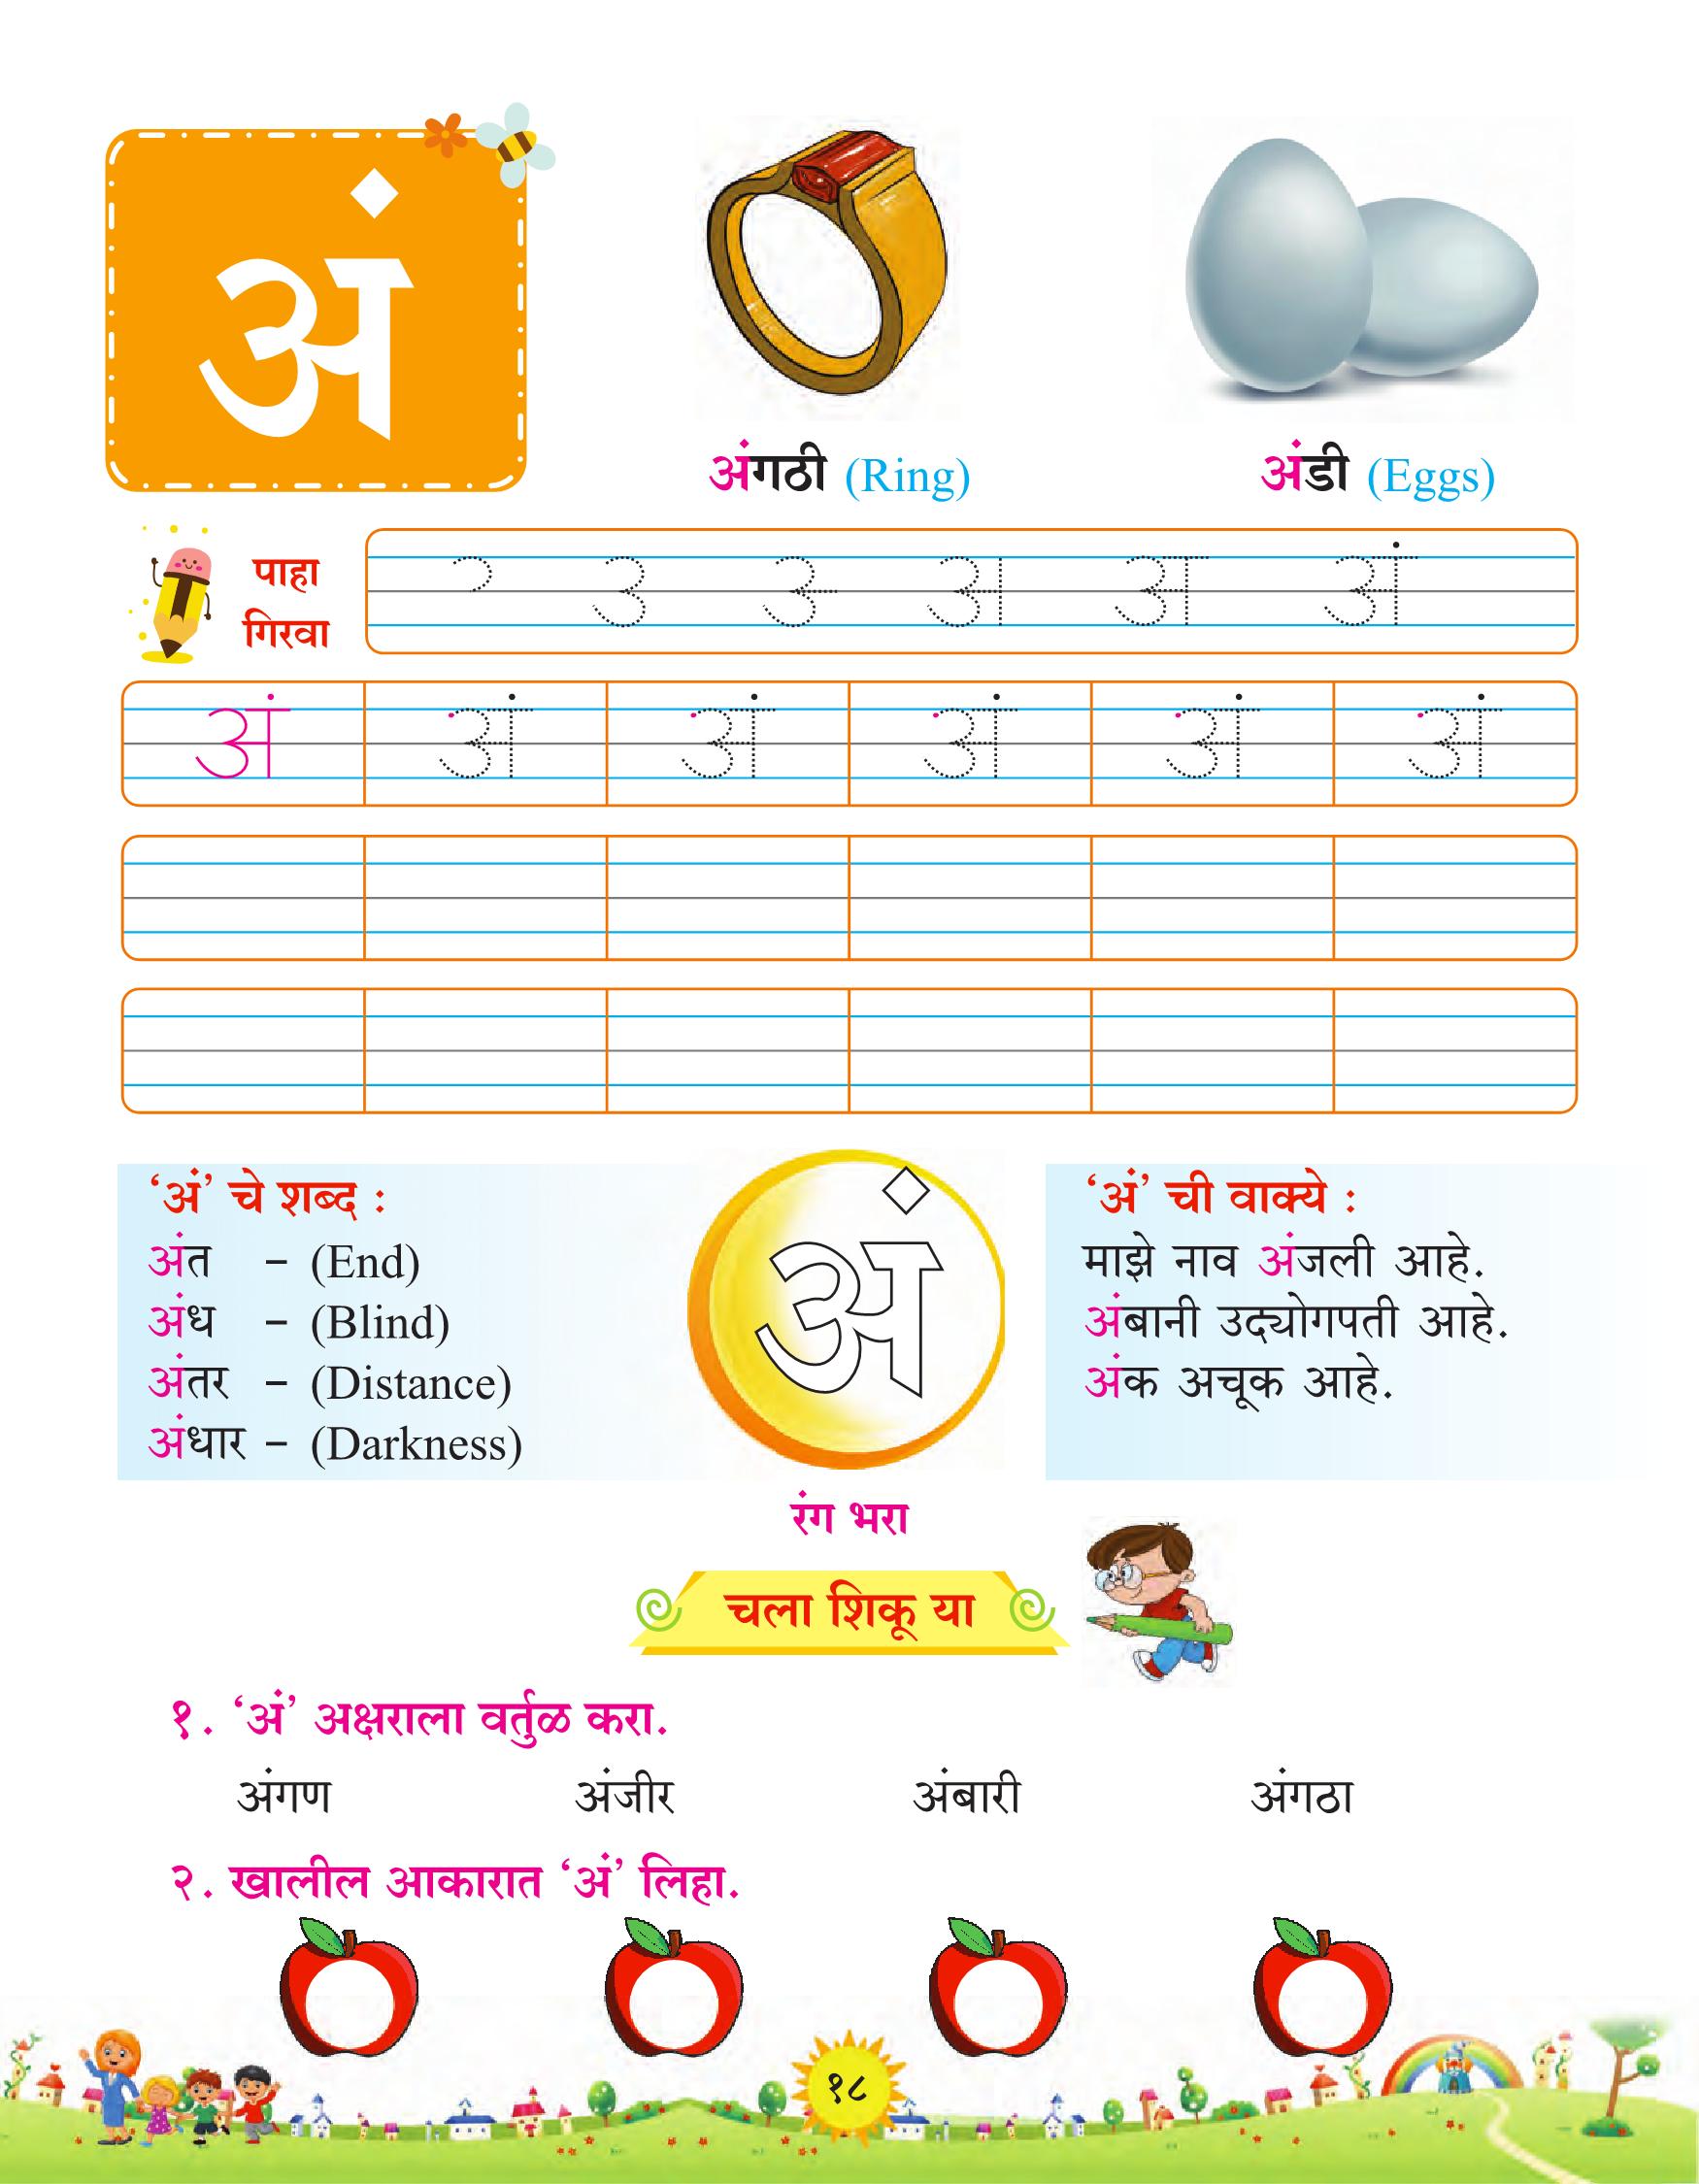 अं
अंगठी (Ring)
अंडी (Eggs)
पाहा
गिरवा
२ उ उ अ अ अं
अं अं अं अं अं अं
‘अं’ चे शब्द :
अंत – (End)
अंध – (Blind)
अंतर – (Distance)
अंधार – (Darkness)
अं
रंग भरा
‘अं’ ची वाक्ये :
माझे नाव अंजली आहे.
अंबानी उद्योगपती आहे.
अंक अचूक आहे.
चला शिकू या
१. ‘अं’ अक्षराला वर्तुळ करा.
अंगण अंजीर अंबारी अंगठा
२. खालील आकारात ‘अं’ लिहा.
१८